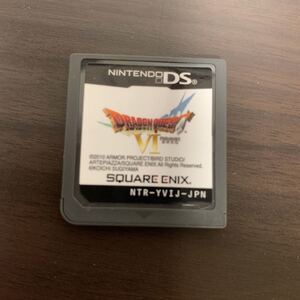 NINTENDO DS
DRAGON QUEST
VI
©2010 ARMOR PROJECT/BIRD STUDIO/
ARTEPIAZZA/SQUARE ENIX All Rights Reserved.
©KOICHI SUGIYAMA
SQUARE ENIX
NTR-YVIJ-JPN